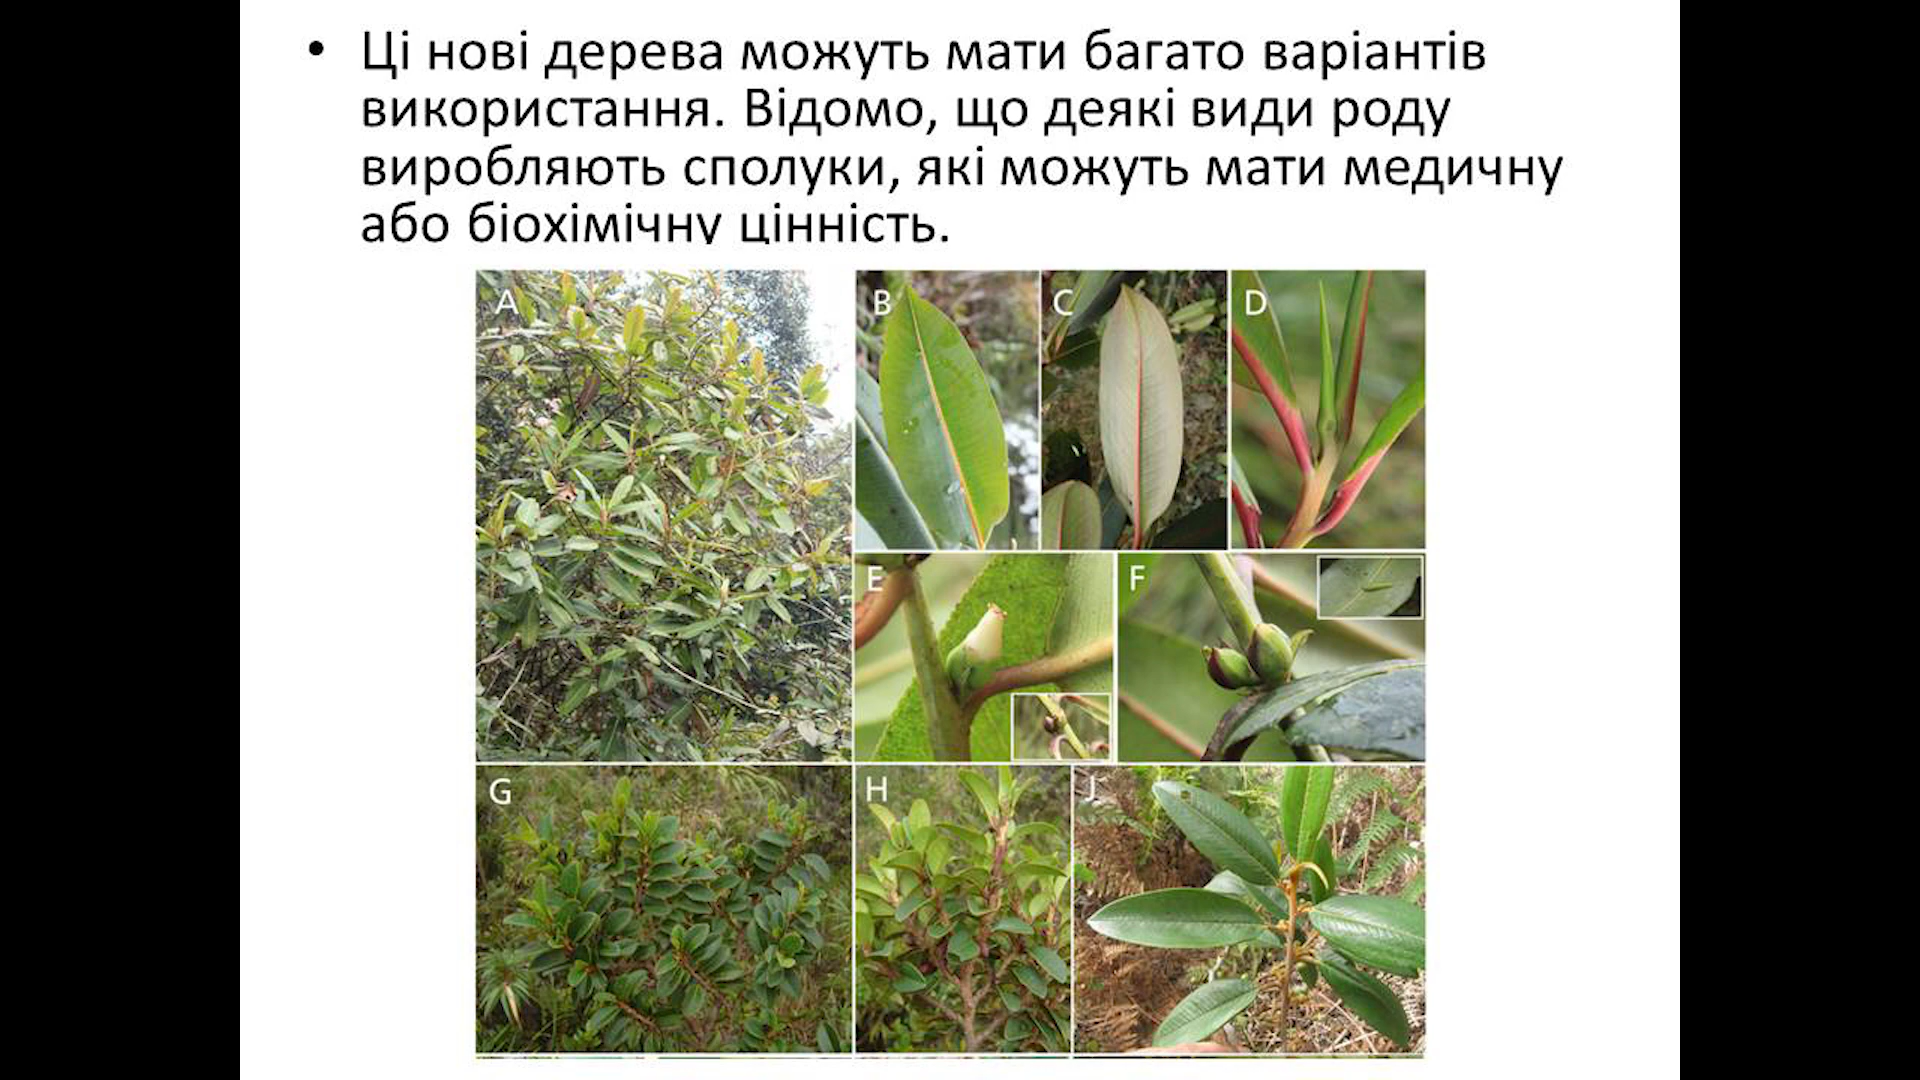 • Ці нові дерева можуть мати багато варіантів
використання. Відомо, що деякі види роду
виробляють сполуки, які можуть мати медичну
або біохімічну цінність.
A
B
C
D
E
F
G
H
J